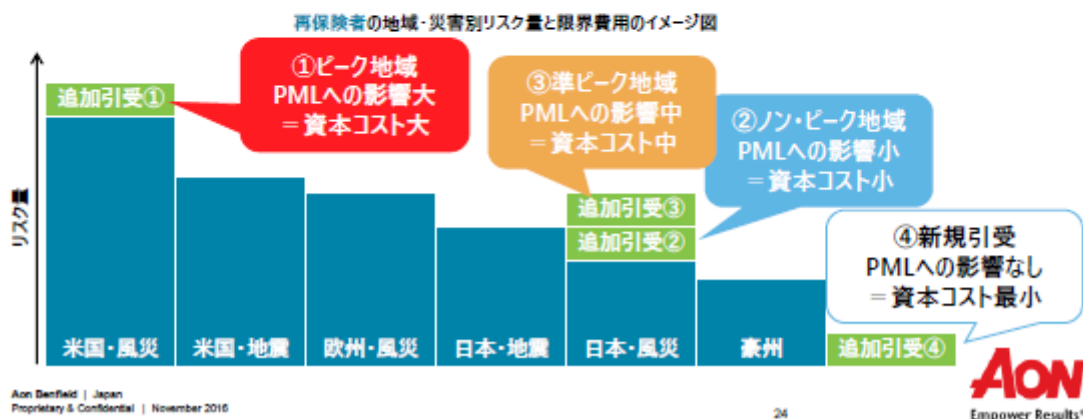 再保険者の地域・災害別リスク量と限界費用のイメージ図
リスク量
追加引受①
①ピーク地域
PMLへの影響大
＝資本コスト大
③準ピーク地域
PMLへの影響中
＝資本コスト中
②ノン・ピーク地域
PMLへの影響小
＝資本コスト小
追加引受③
追加引受②
④新規引受
PMLへの影響なし
＝資本コスト最小
米国・風災
米国・地震
欧州・風災
日本・地震
日本・風災
豪州
追加引受④
Aon Benfield | Japan
Proprietary & Confidential | November 2016
24
AON
Empower Results®